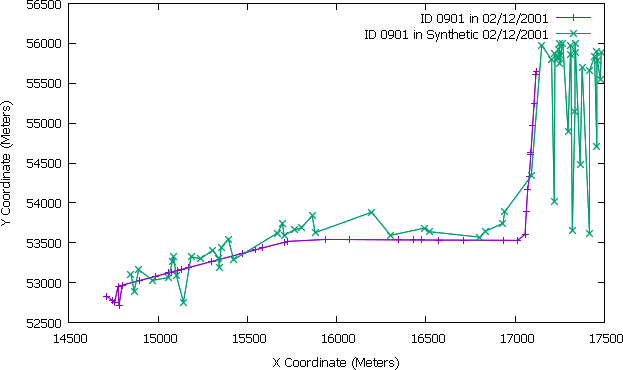 56500
56000
55500
55000
54500
54000
53500
53000
52500
14500 15000 15500 16000 16500 17000 17500
Y Coordinate (Meters)
X Coordinate (Meters)
ID 0901 in 02/12/2001
ID 0901 in Synthetic 02/12/2001